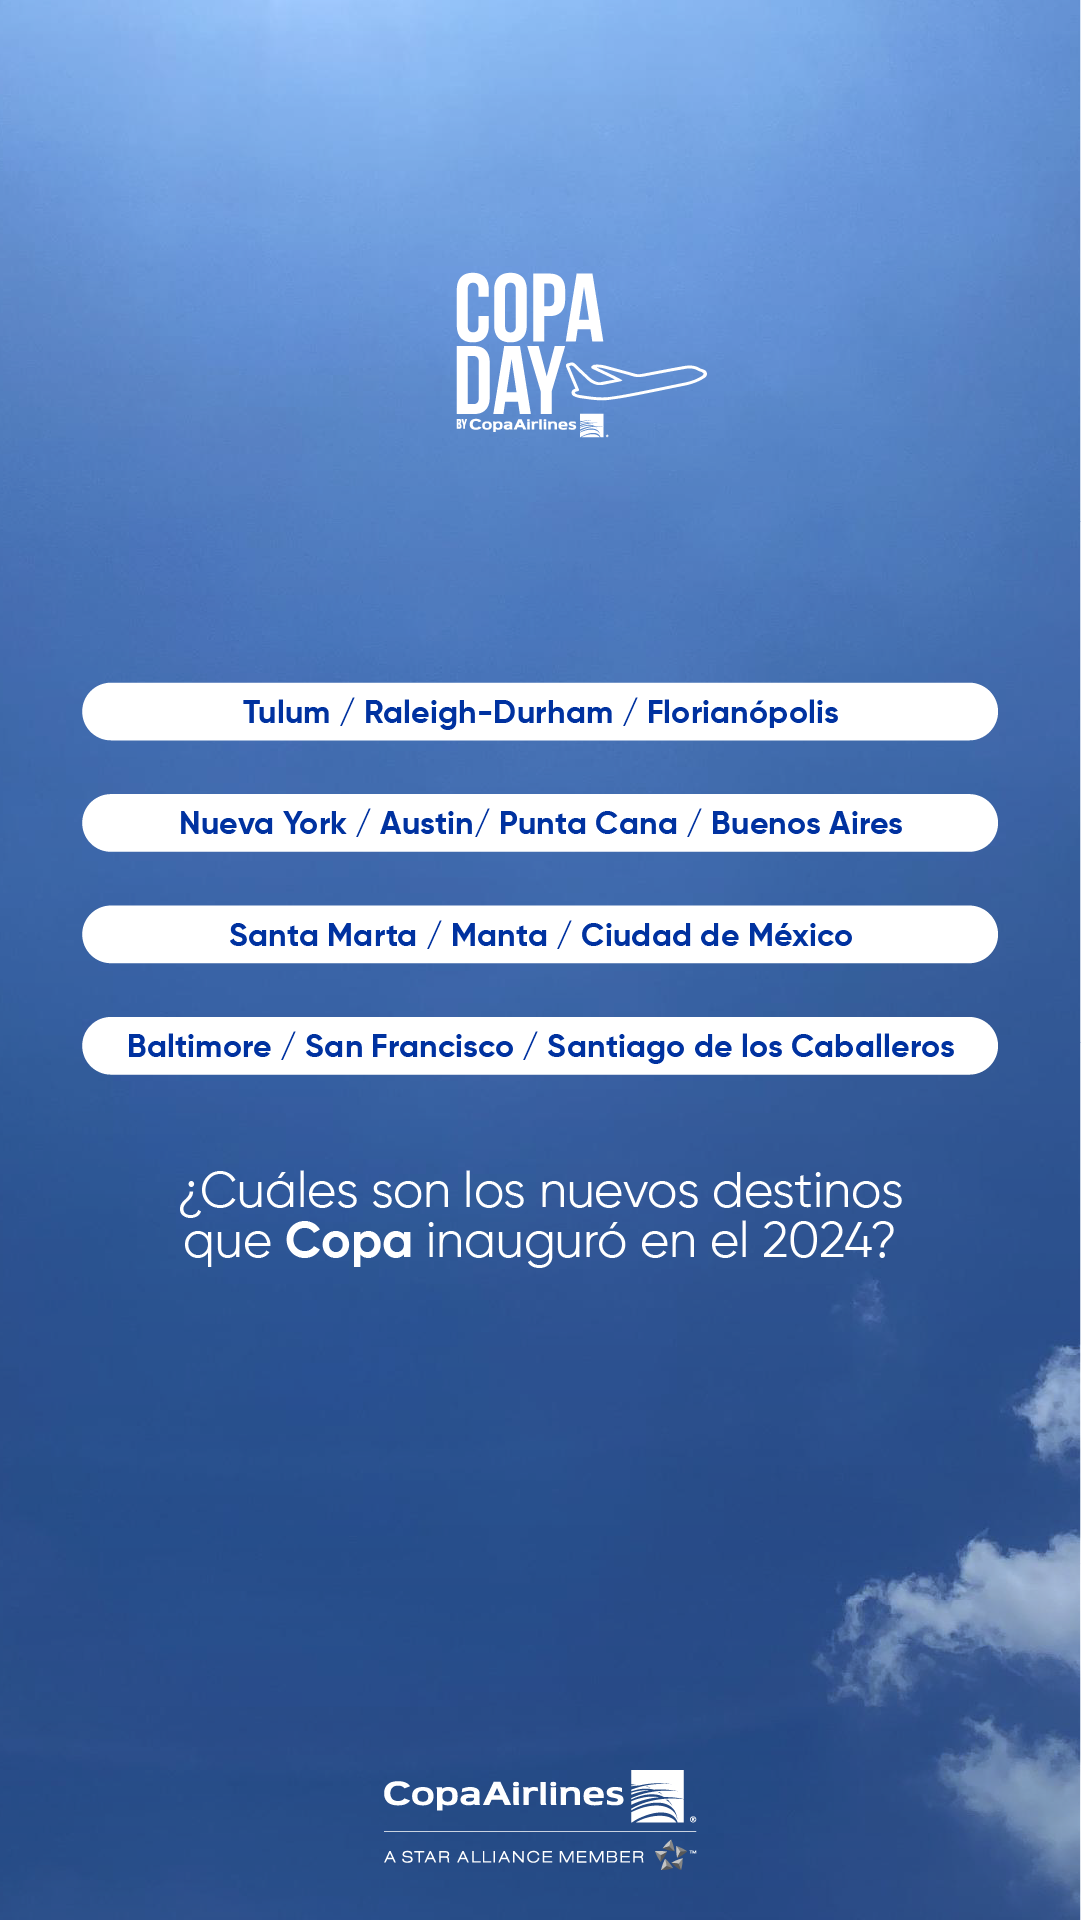 COPA
DAY
BY CopaAirlines
Tulum / Raleigh-Durham / Florianópolis
Nueva York / Austin/ Punta Cana / Buenos Aires
Santa Marta / Manta / Ciudad de México
Baltimore / San Francisco / Santiago de los Caballeros
¿Cuáles son los nuevos destinos
que Copa inauguró en el 2024?
CopaAirlines ®
A STAR ALLIANCE MEMBER ™